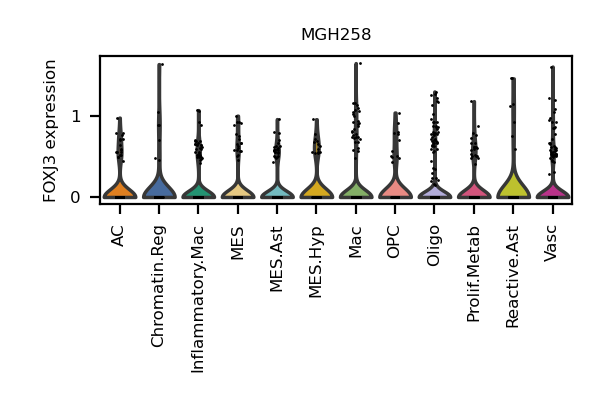 MGH258
FOXJ3 expression
1
0
AC
Chromatin.Reg
Inflammatory.Mac
MES
MES.Ast
MES.Hyp
Mac
OPC
Oligo
Prolif.Metab
Reactive.Ast
Vasc